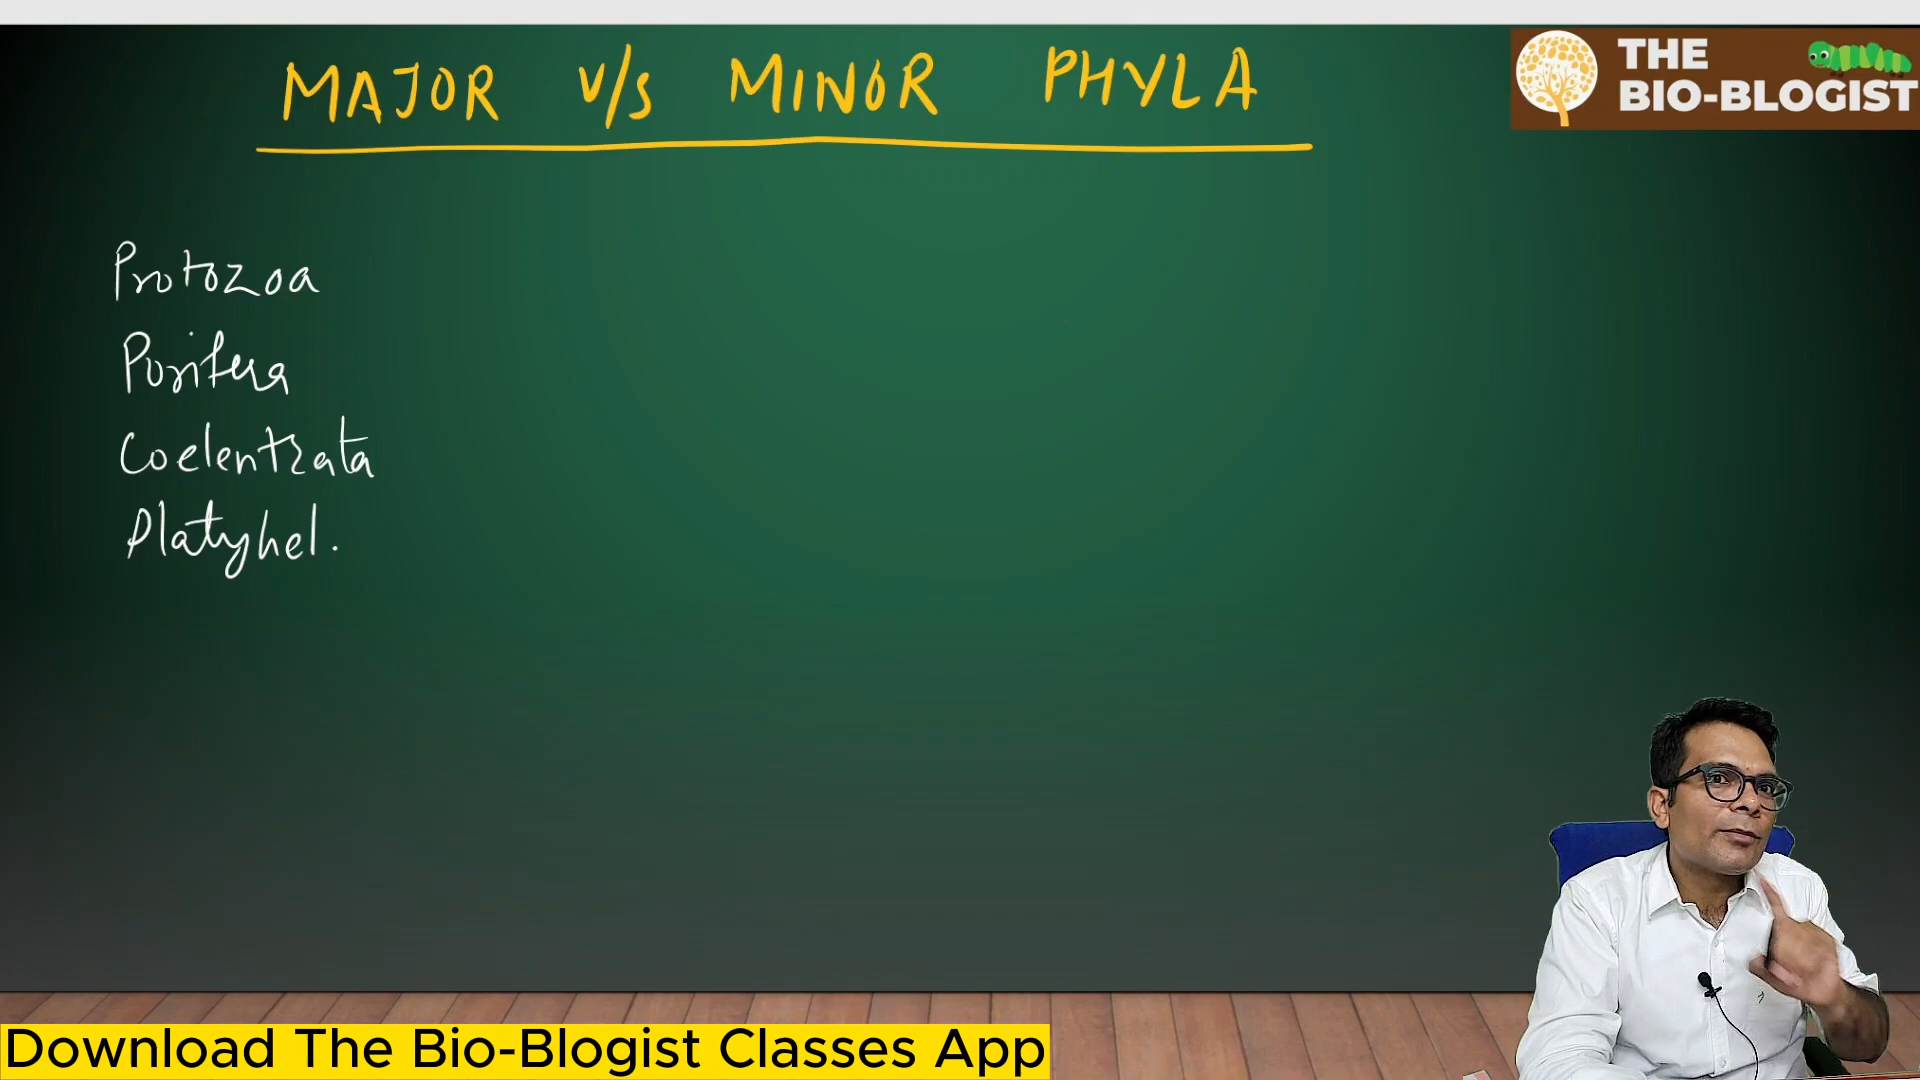 MAJOR v/s MINOR PHYLA
THE
BIO-BLOGIST
Protozoa
Porifera
Coelentrata
Platyhel.
Download The Bio-Blogist Classes App